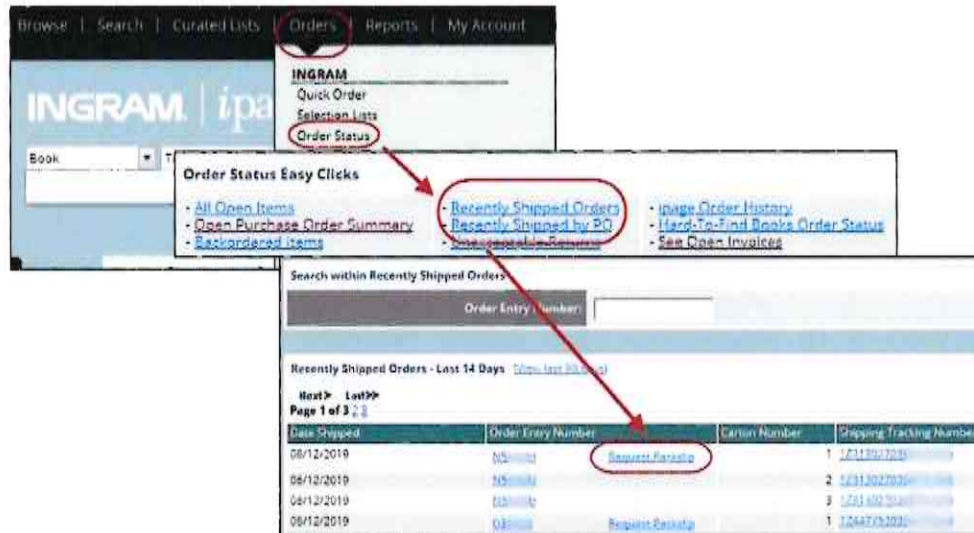 Browse | Search | Curated Lists | Orders | Reports | My Account
INGRAM
Quick Order
Selection Lists
Order Status
INGRAM | ipa
Book
Order Status Easy Clicks
- All Open Items
- Open Purchase Order Summary
- Backordered Items
- Recently Shipped Orders
- Recently Shipped by PO
- Unacceptable Returns
- ipage Order History
- Hard-To-Find Books Order Status
- See Open Invoices
Search within Recently Shipped Orders
Order Entry Number:
Recently Shipped Orders - Last 14 Days
Next> Last>>
Page 1 of 3 2 3
Date Shipped Order Entry Number Carton Number Shipping Tracking Number
08/12/2019 Request Packslip 1
08/12/2019 2
08/12/2019 3
08/12/2019 Request Packslip 1